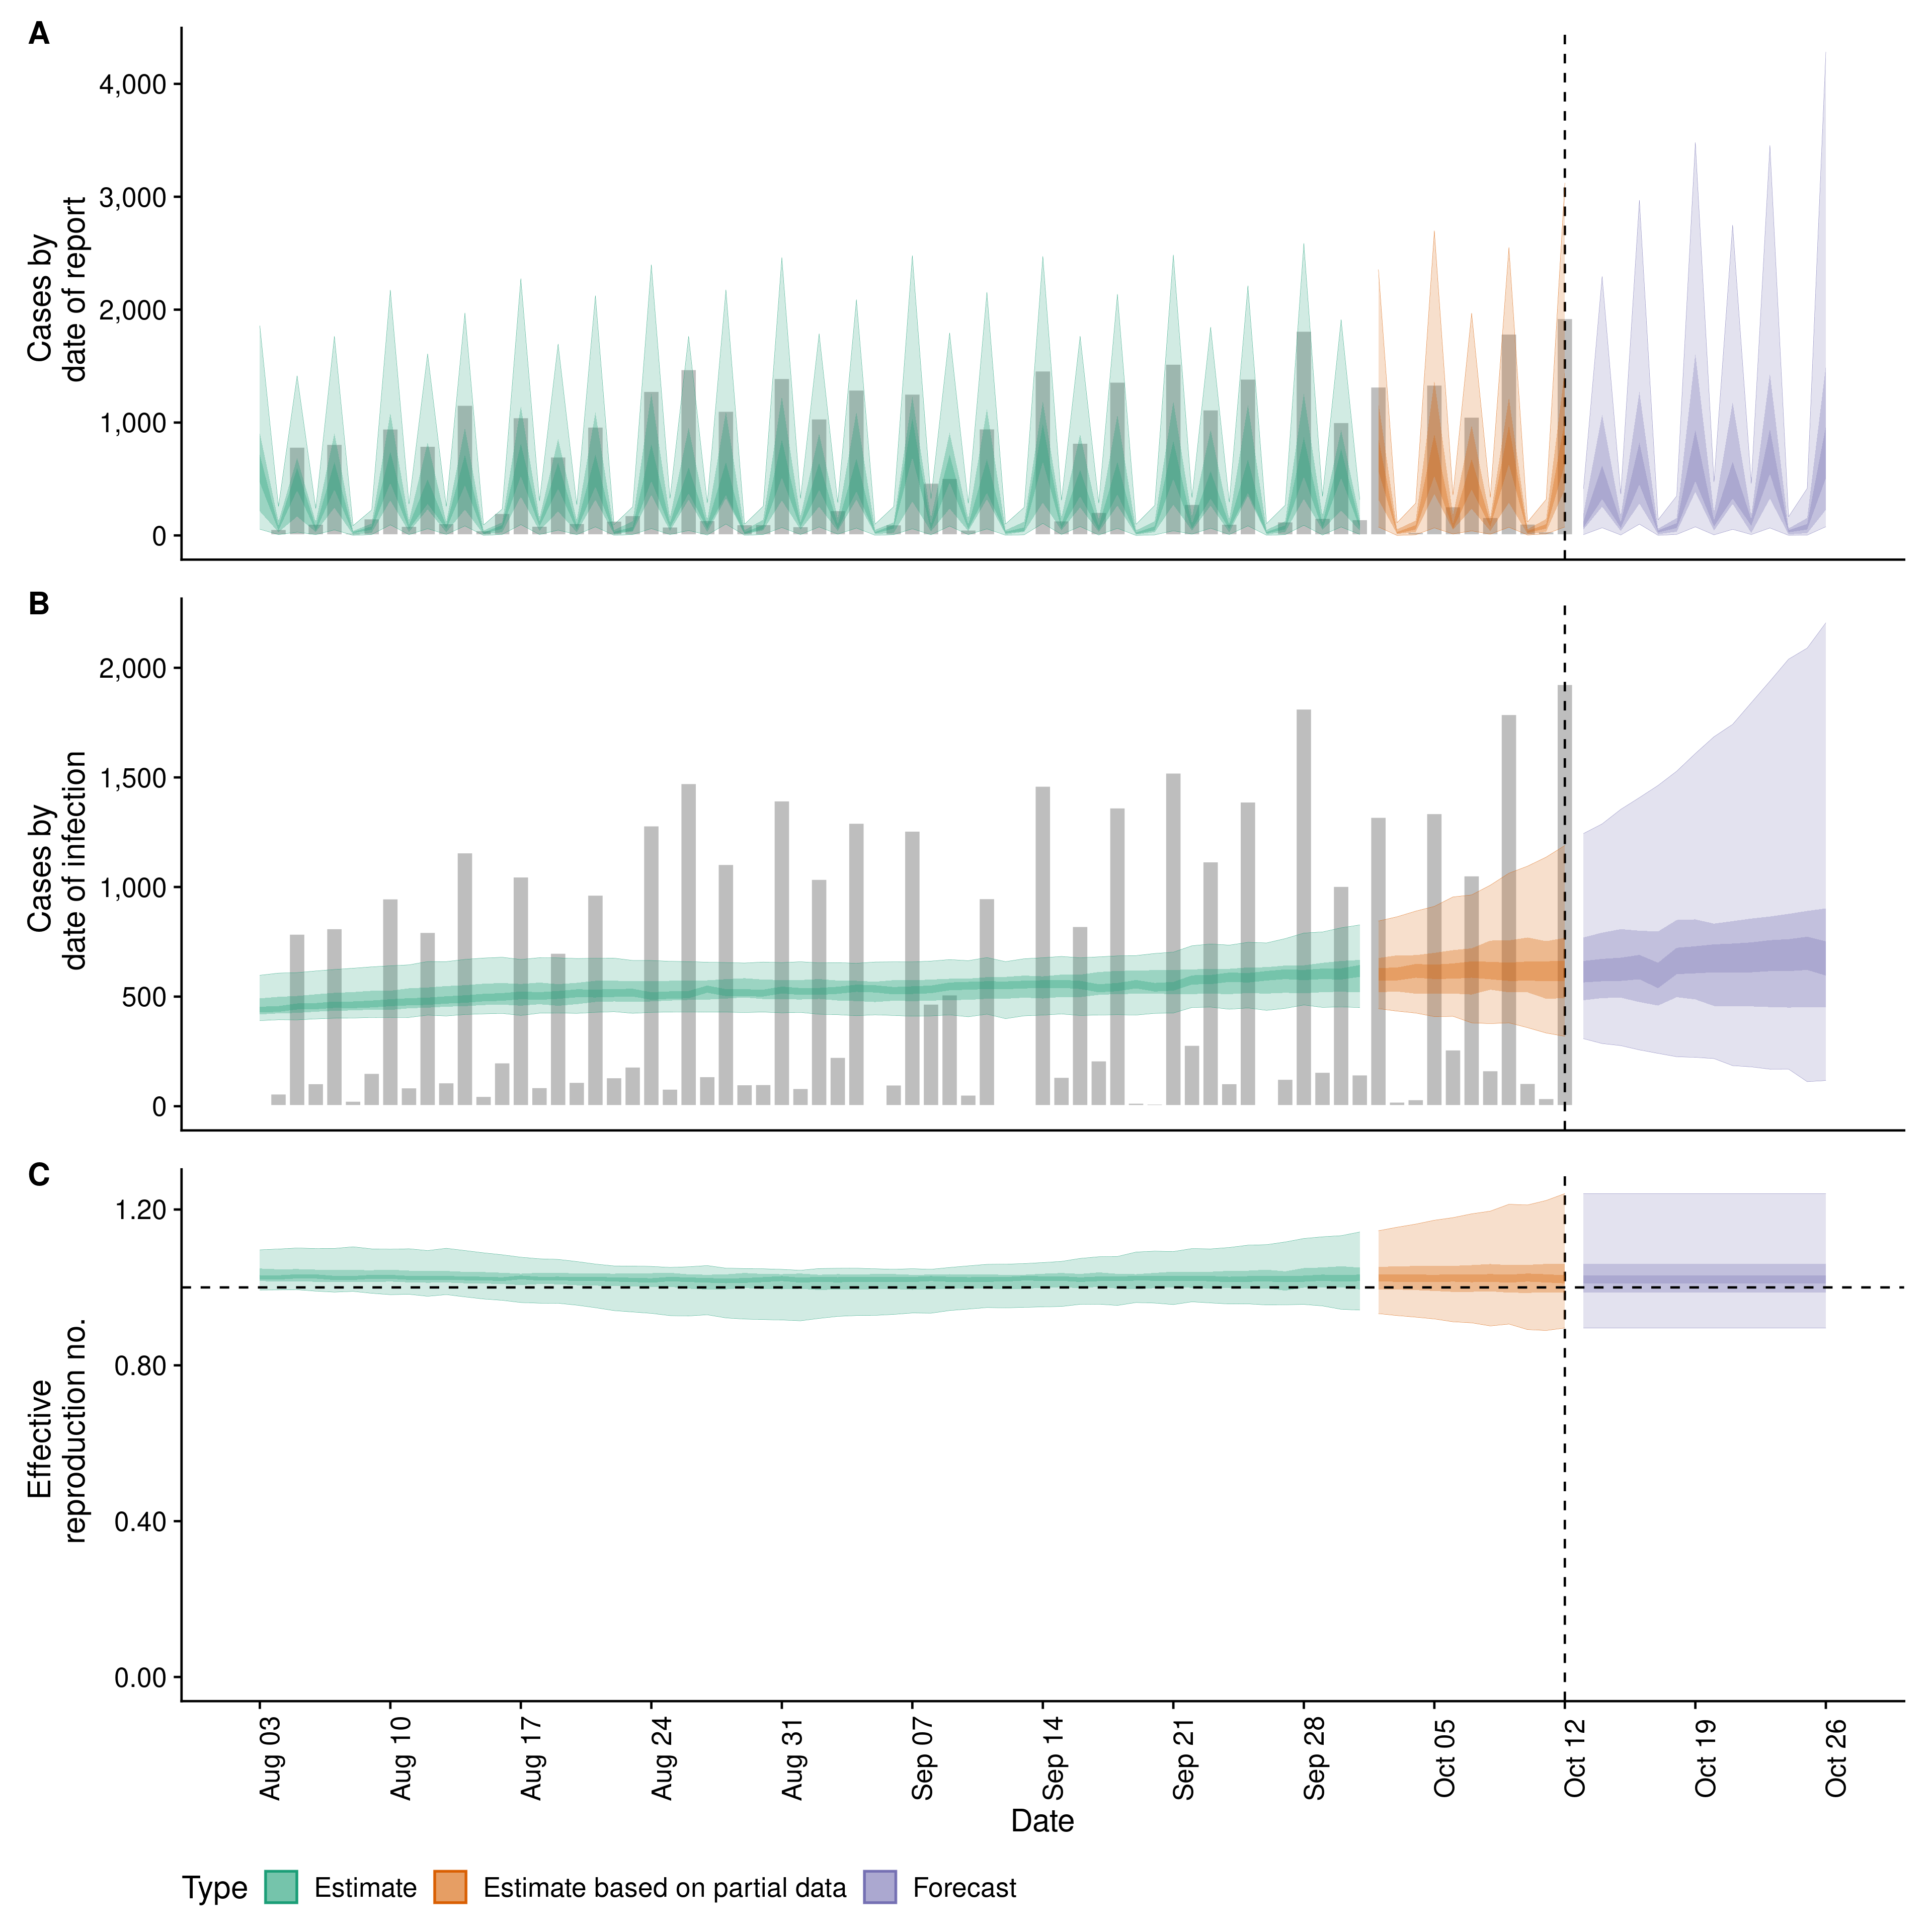 A
Cases by
date of report
4,000
3,000
2,000
1,000
0
B
Cases by
date of infection
2,000
1,500
1,000
500
0
C
Effective
reproduction no.
1.20
0.80
0.40
0.00
Aug 03
Aug 10
Aug 17
Aug 24
Aug 31
Sep 07
Sep 14
Sep 21
Sep 28
Oct 05
Oct 12
Oct 19
Oct 26
Date
Type Estimate Estimate based on partial data Forecast